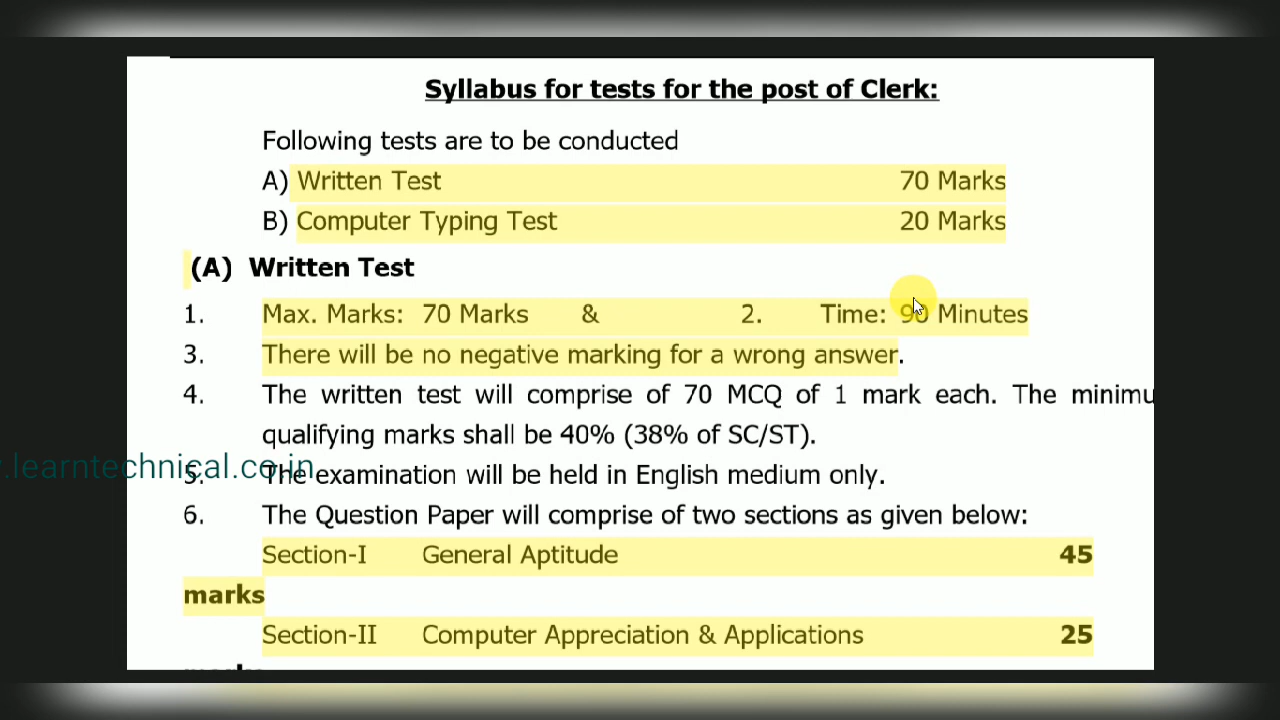 Syllabus for tests for the post of Clerk:
Following tests are to be conducted
A) Written Test 70 Marks
B) Computer Typing Test 20 Marks
(A) Written Test
1. Max. Marks: 70 Marks & 2. Time: 90 Minutes
3. There will be no negative marking for a wrong answer.
4. The written test will comprise of 70 MCQ of 1 mark each. The minimu
qualifying marks shall be 40% (38% of SC/ST).
.learntechnical.co.in
5. The examination will be held in English medium only.
6. The Question Paper will comprise of two sections as given below:
Section-I General Aptitude 45
marks
Section-II Computer Appreciation & Applications 25